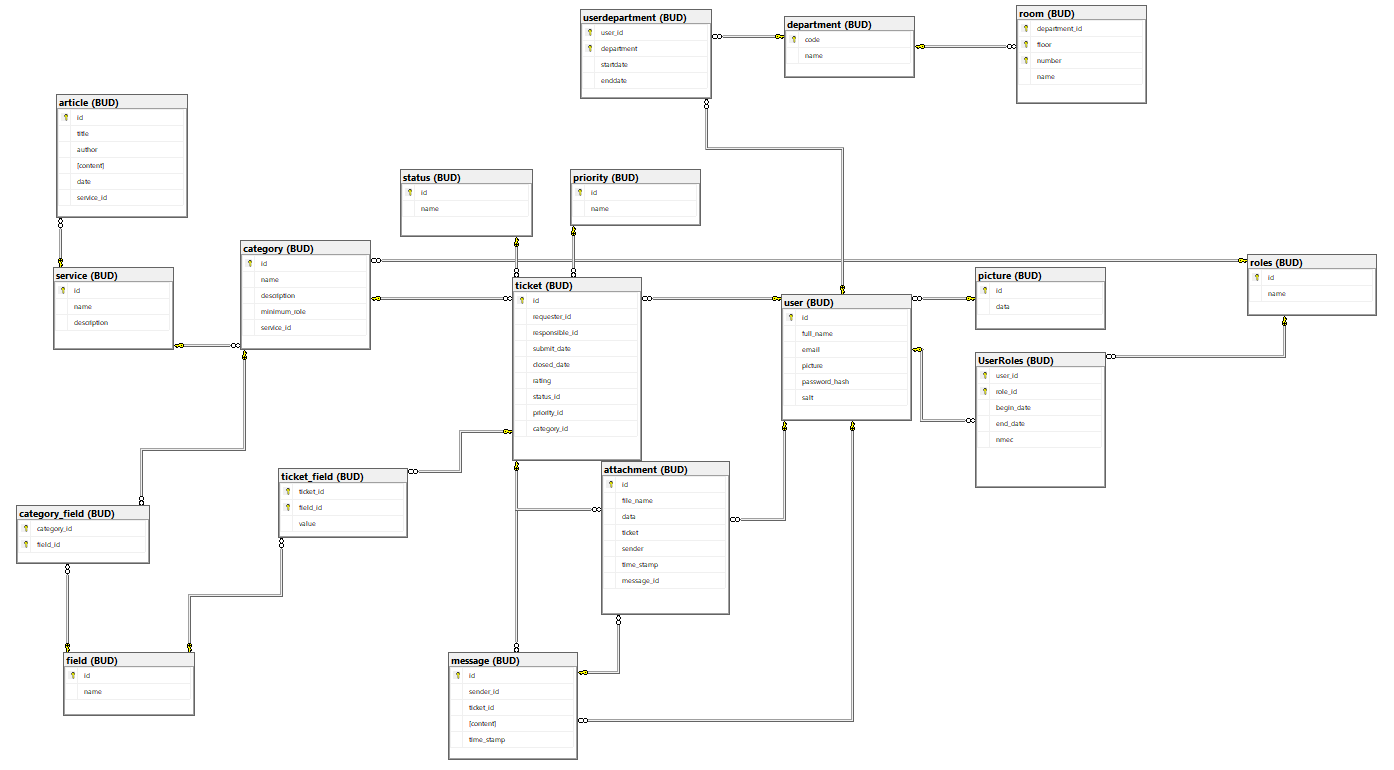 userdepartment (BUD)
user_id
department
startdate
enddate
department (BUD)
code
name
room (BUD)
department_id
floor
number
name
article (BUD)
id
title
author
[content]
date
service_id
status (BUD)
id
name
priority (BUD)
id
name
category (BUD)
id
name
description
minimum_role
service_id
service (BUD)
id
name
description
ticket (BUD)
id
requester_id
responsible_id
submit_date
closed_date
rating
status_id
priority_id
category_id
user (BUD)
id
full_name
email
picture
password_hash
salt
picture (BUD)
id
data
roles (BUD)
id
name
UserRoles (BUD)
user_id
role_id
begin_date
end_date
nmec
ticket_field (BUD)
ticket_id
field_id
value
attachment (BUD)
id
file_name
data
ticket
sender
time_stamp
message_id
category_field (BUD)
category_id
field_id
field (BUD)
id
name
message (BUD)
id
sender_id
ticket_id
[content]
time_stamp